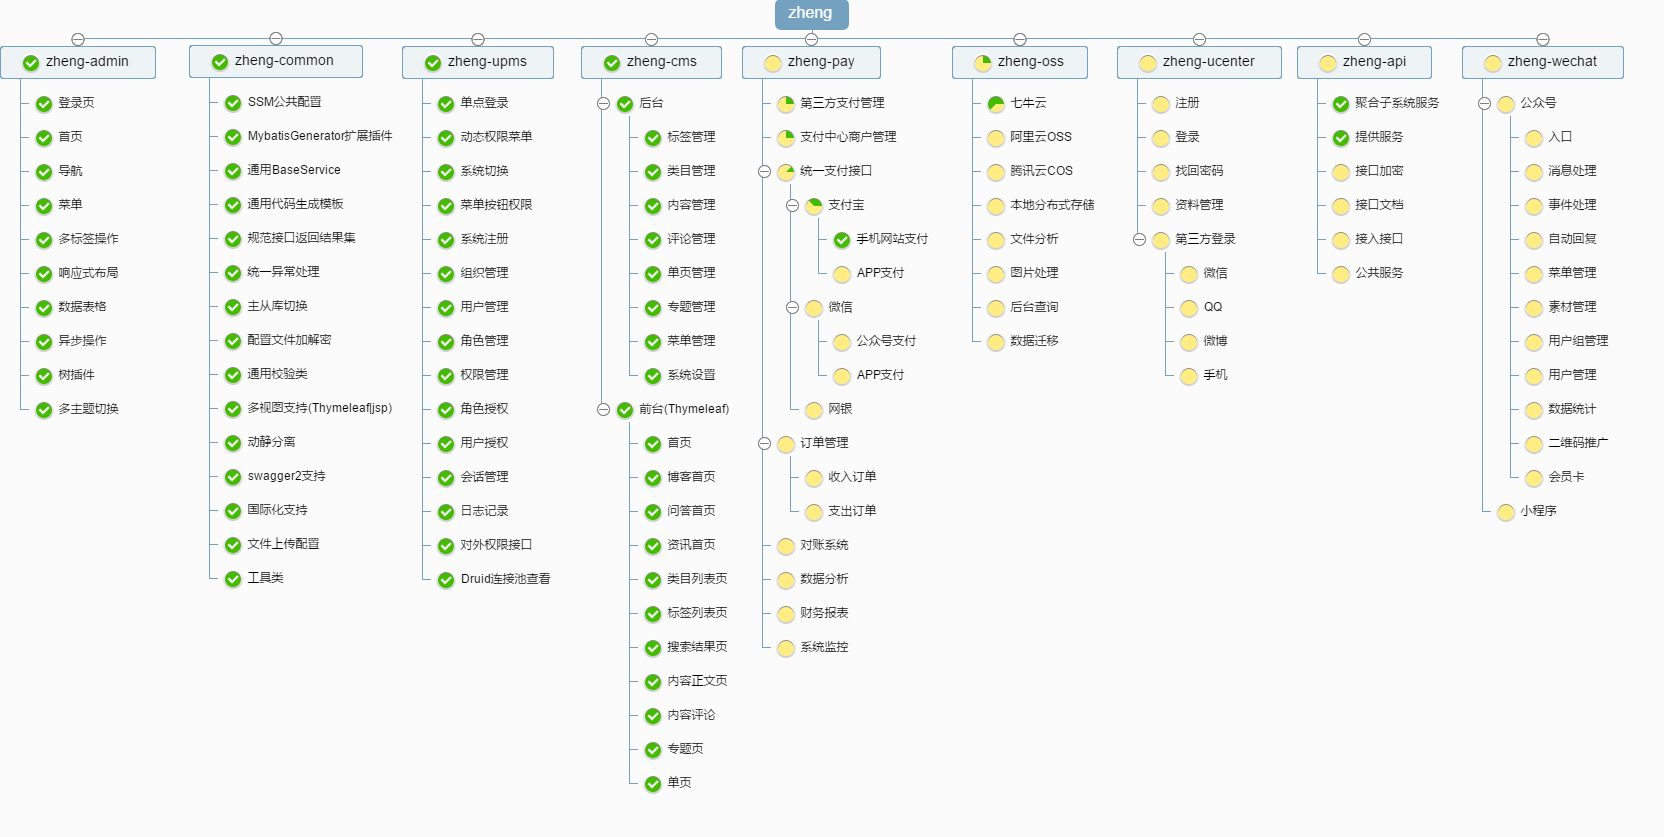 zheng
zheng-admin
登录页
首页
导航
菜单
多标签操作
响应式布局
数据表格
异步操作
树插件
多主题切换
zheng-common
SSM公共配置
MybatisGenerator扩展插件
通用BaseService
通用代码生成模板
规范接口返回结果集
统一异常处理
主从库切换
配置文件加解密
通用校验类
多视图支持(Thymeleaf|jsp)
动静分离
swagger2支持
国际化支持
文件上传配置
工具类
zheng-upms
单点登录
动态权限菜单
系统切换
菜单按钮权限
系统注册
组织管理
用户管理
角色管理
权限管理
角色授权
用户授权
会话管理
日志记录
对外权限接口
Druid连接池查看
zheng-cms
后台
标签管理
类目管理
内容管理
评论管理
单页管理
专题管理
菜单管理
系统设置
前台(Thymeleaf)
首页
博客首页
问答首页
资讯首页
类目列表页
标签列表页
搜索结果页
内容正文页
内容评论
专题页
单页
zheng-pay
第三方支付管理
支付中心商户管理
统一支付接口
支付宝
手机网站支付
APP支付
微信
公众号支付
APP支付
网银
订单管理
收入订单
支出订单
对账系统
数据分析
财务报表
系统监控
zheng-oss
七牛云
阿里云OSS
腾讯云COS
本地分布式存储
文件分析
图片处理
后台查询
数据迁移
zheng-ucenter
注册
登录
找回密码
资料管理
第三方登录
微信
QQ
微博
手机
zheng-api
聚合子系统服务
提供服务
接口加密
接口文档
接入接口
公共服务
zheng-wechat
公众号
入口
消息处理
事件处理
自动回复
菜单管理
素材管理
用户组管理
用户管理
数据统计
二维码推广
会员卡
小程序